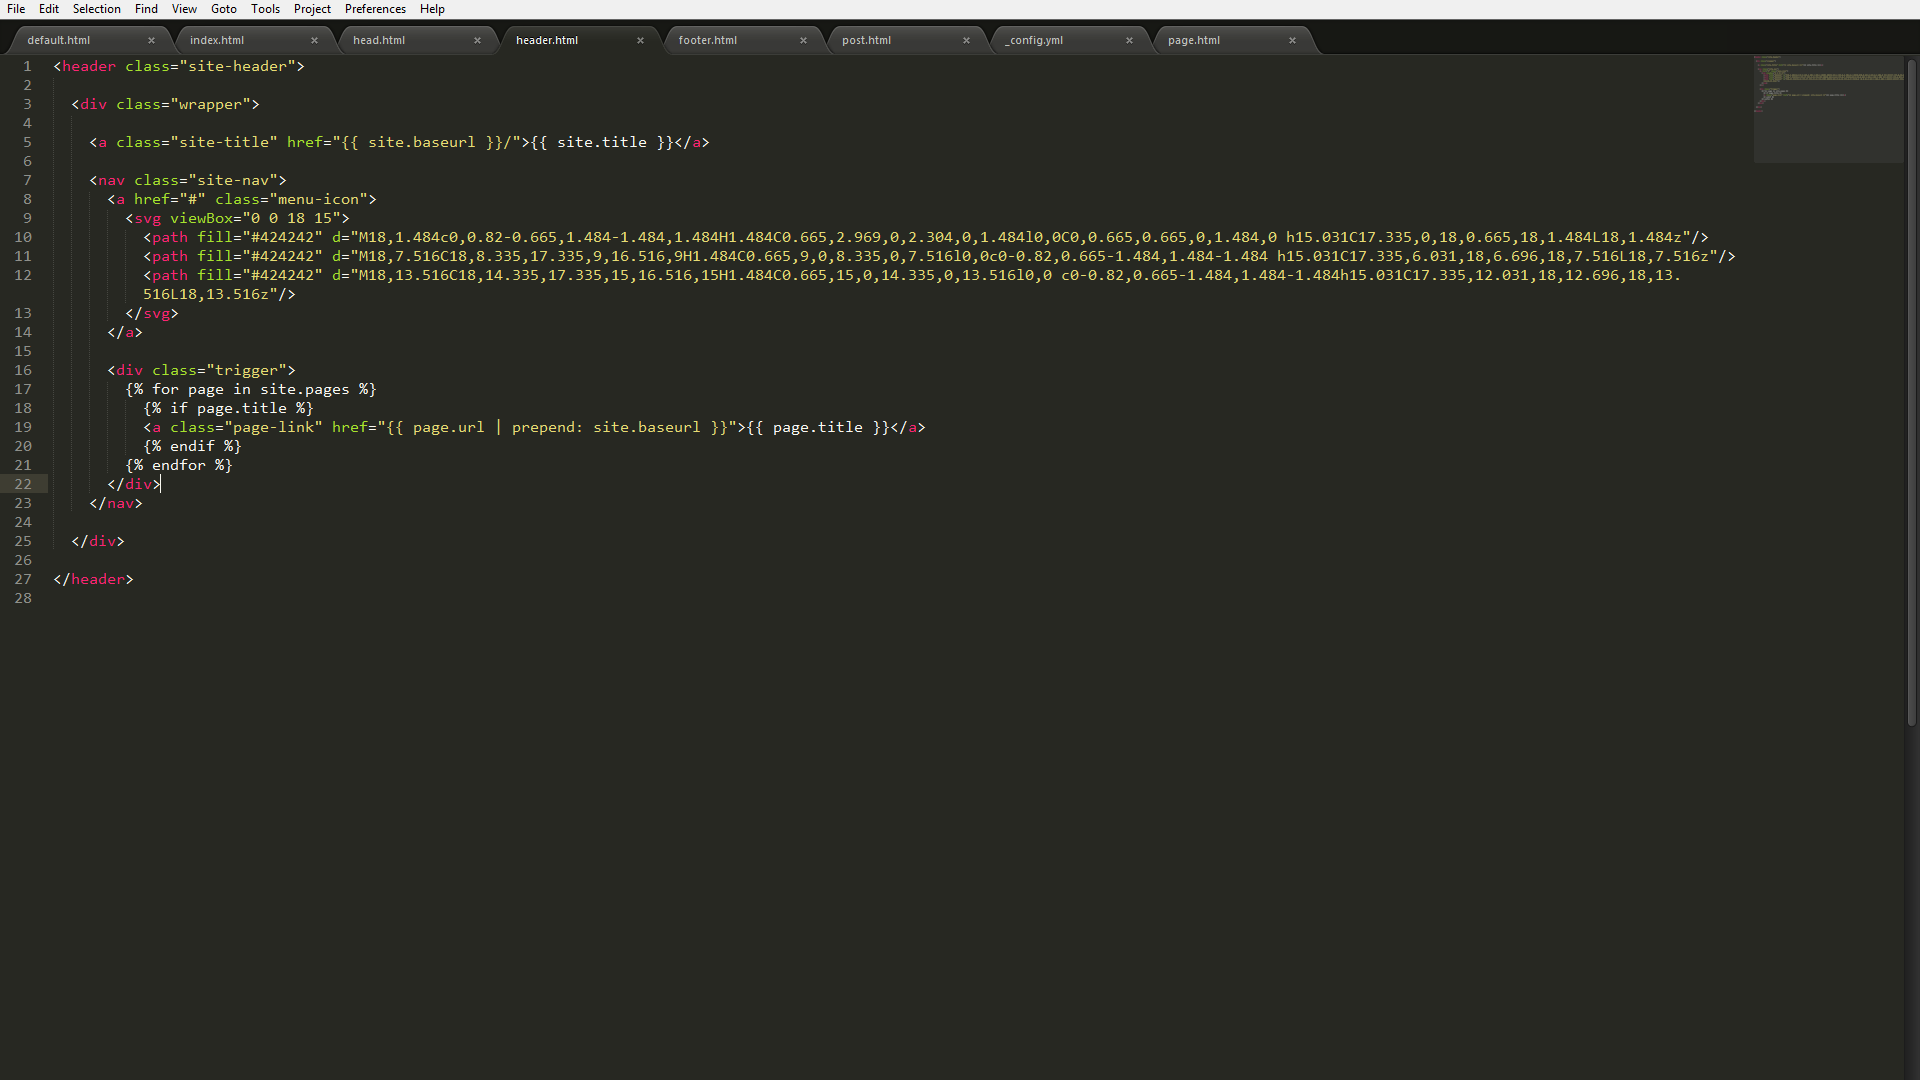 File Edit Selection Find View Goto Tools Project Preferences Help
default.html × index.html × head.html × header.html × footer.html × post.html × _config.yml × page.html ×
1 <header class="site-header">
2
3 <div class="wrapper">
4
5 <a class="site-title" href="{{ site.baseurl }}/">{{ site.title }}</a>
6
7 <nav class="site-nav">
8 <a href="#" class="menu-icon">
9 <svg viewBox="0 0 18 15">
10 <path fill="#424242" d="M18,1.484c0,0.82-0.665,1.484-1.484,1.484H1.484C0.665,2.969,0,2.304,0,1.484l0,0C0,0.665,0.665,0,1.484,0 h15.031C17.335,0,18,0.665,18,1.484L18,1.484z"/>
11 <path fill="#424242" d="M18,7.516C18,8.335,17.335,9,16.516,9H1.484C0.665,9,0,8.335,0,7.516l0,0c0-0.82,0.665-1.484,1.484-1.484 h15.031C17.335,6.031,18,6.696,18,7.516L18,7.516z"/>
12 <path fill="#424242" d="M18,13.516C18,14.335,17.335,15,16.516,15H1.484C0.665,15,0,14.335,0,13.516l0,0 c0-0.82,0.665-1.484,1.484-1.484h15.031C17.335,12.031,18,12.696,18,13.
516L18,13.516z"/>
13 </svg>
14 </a>
15
16 <div class="trigger">
17 {% for page in site.pages %}
18 {% if page.title %}
19 <a class="page-link" href="{{ page.url | prepend: site.baseurl }}">{{ page.title }}</a>
20 {% endif %}
21 {% endfor %}
22 </div>
23 </nav>
24
25 </div>
26
27 </header>
28